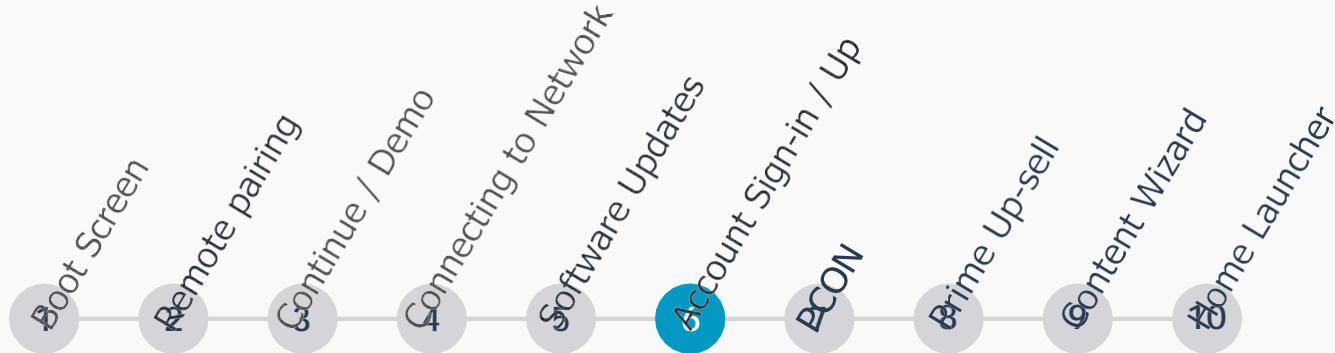 Boot Screen
Remote pairing
Continue / Demo
Connecting to Network
Software Updates
Account Sign-in / Up
PCON
Prime Up-sell
Content Wizard
Home Launcher
1
2
3
4
5
6
7
8
9
10